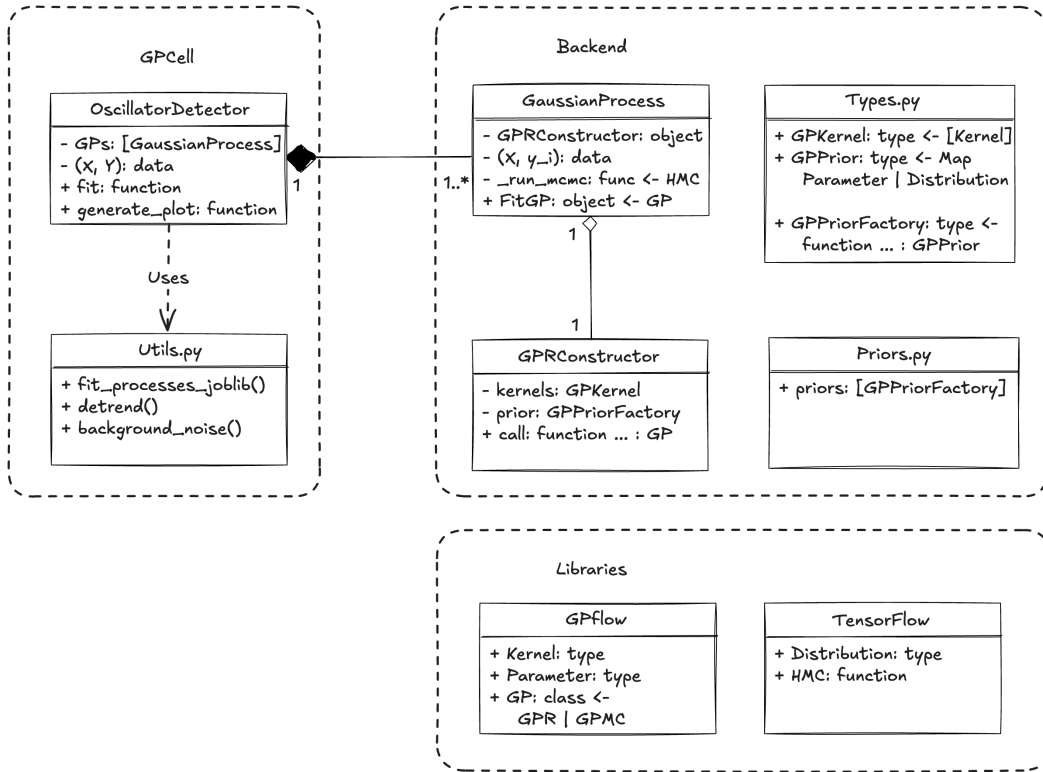 GPCell
OscillatorDetector
- GPs: [GaussianProcess]
- (X, Y): data
+ fit: function
+ generate_plot: function
1
Uses
Utils.py
+ fit_processes_joblib()
+ detrend()
+ background_noise()
Backend
GaussianProcess
- GPRConstructor: object
- (X, y_i): data
- _run_mcmc: func <- HMC
+ FitGP: object <- GP
1..*
1
1
GPRConstructor
- kernels: GPKernel
- prior: GPPriorFactory
+ call: function ... : GP
Types.py
+ GPKernel: type <- [Kernel]
+ GPPrior: type <- Map
Parameter | Distribution
+ GPPriorFactory: type <-
function ... : GPPrior
Priors.py
+ priors: [GPPriorFactory]
Libraries
GPflow
+ Kernel: type
+ Parameter: type
+ GP: class <-
GPR | GPMC
TensorFlow
+ Distribution: type
+ HMC: function